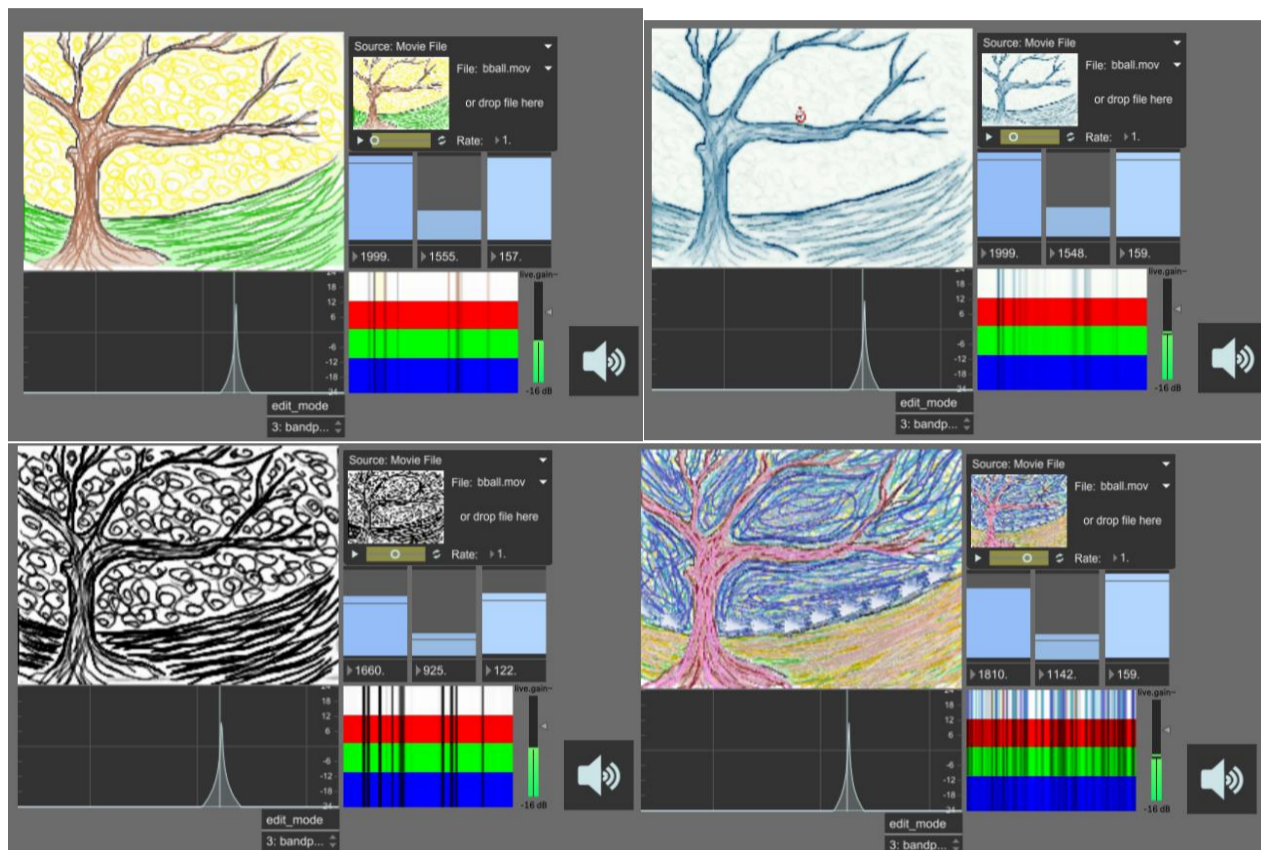 Source: Movie File
File: bball.mov
or drop file here
Rate: 1.
1999. 1555. 157.
live.gain~
24
18
12
6
-6
-12
-18
24
-16 dB
edit_mode
3: bandp...
Source: Movie File
File: bball.mov
or drop file here
Rate: 1.
1999. 1548. 159.
live.gain~
24
18
12
6
-6
-12
-18
24
-16 dB
edit_mode
3: bandp...
Source: Movie File
File: bball.mov
or drop file here
Rate: 1.
1660. 925. 122.
live.gain~
18
12
6
-6
-12
-18
24
-16 dB
edit_mode
3: bandp...
Source: Movie File
File: bball.mov
or drop file here
Rate: 1.
1810. 1142. 159.
live.gain~
18
12
6
-6
-12
-18
24
-16 dB
edit_mode
3: bandp...